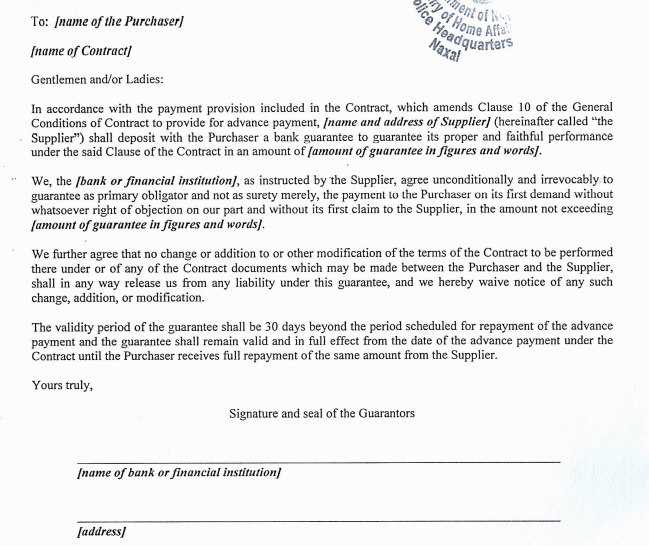 To: [name of the Purchaser]
of Home Affai
Headquarters
Naxal
[name of Contract]
Gentlemen and/or Ladies:
In accordance with the payment provision included in the Contract, which amends Clause 10 of the General
Conditions of Contract to provide for advance payment, [name and address of Supplier] (hereinafter called “the
Supplier”) shall deposit with the Purchaser a bank guarantee to guarantee its proper and faithful performance
under the said Clause of the Contract in an amount of [amount of guarantee in figures and words].
We, the [bank or financial institution], as instructed by the Supplier, agree unconditionally and irrevocably to
guarantee as primary obligator and not as surety merely, the payment to the Purchaser on its first demand without
whatsoever right of objection on our part and without its first claim to the Supplier, in the amount not exceeding
[amount of guarantee in figures and words].
We further agree that no change or addition to or other modification of the terms of the Contract to be performed
there under or of any of the Contract documents which may be made between the Purchaser and the Supplier,
shall in any way release us from any liability under this guarantee, and we hereby waive notice of any such
change, addition, or modification.
The validity period of the guarantee shall be 30 days beyond the period scheduled for repayment of the advance
payment and the guarantee shall remain valid and in full effect from the date of the advance payment under the
Contract until the Purchaser receives full repayment of the same amount from the Supplier.
Yours truly,
Signature and seal of the Guarantors
[name of bank or financial institution]
[address]